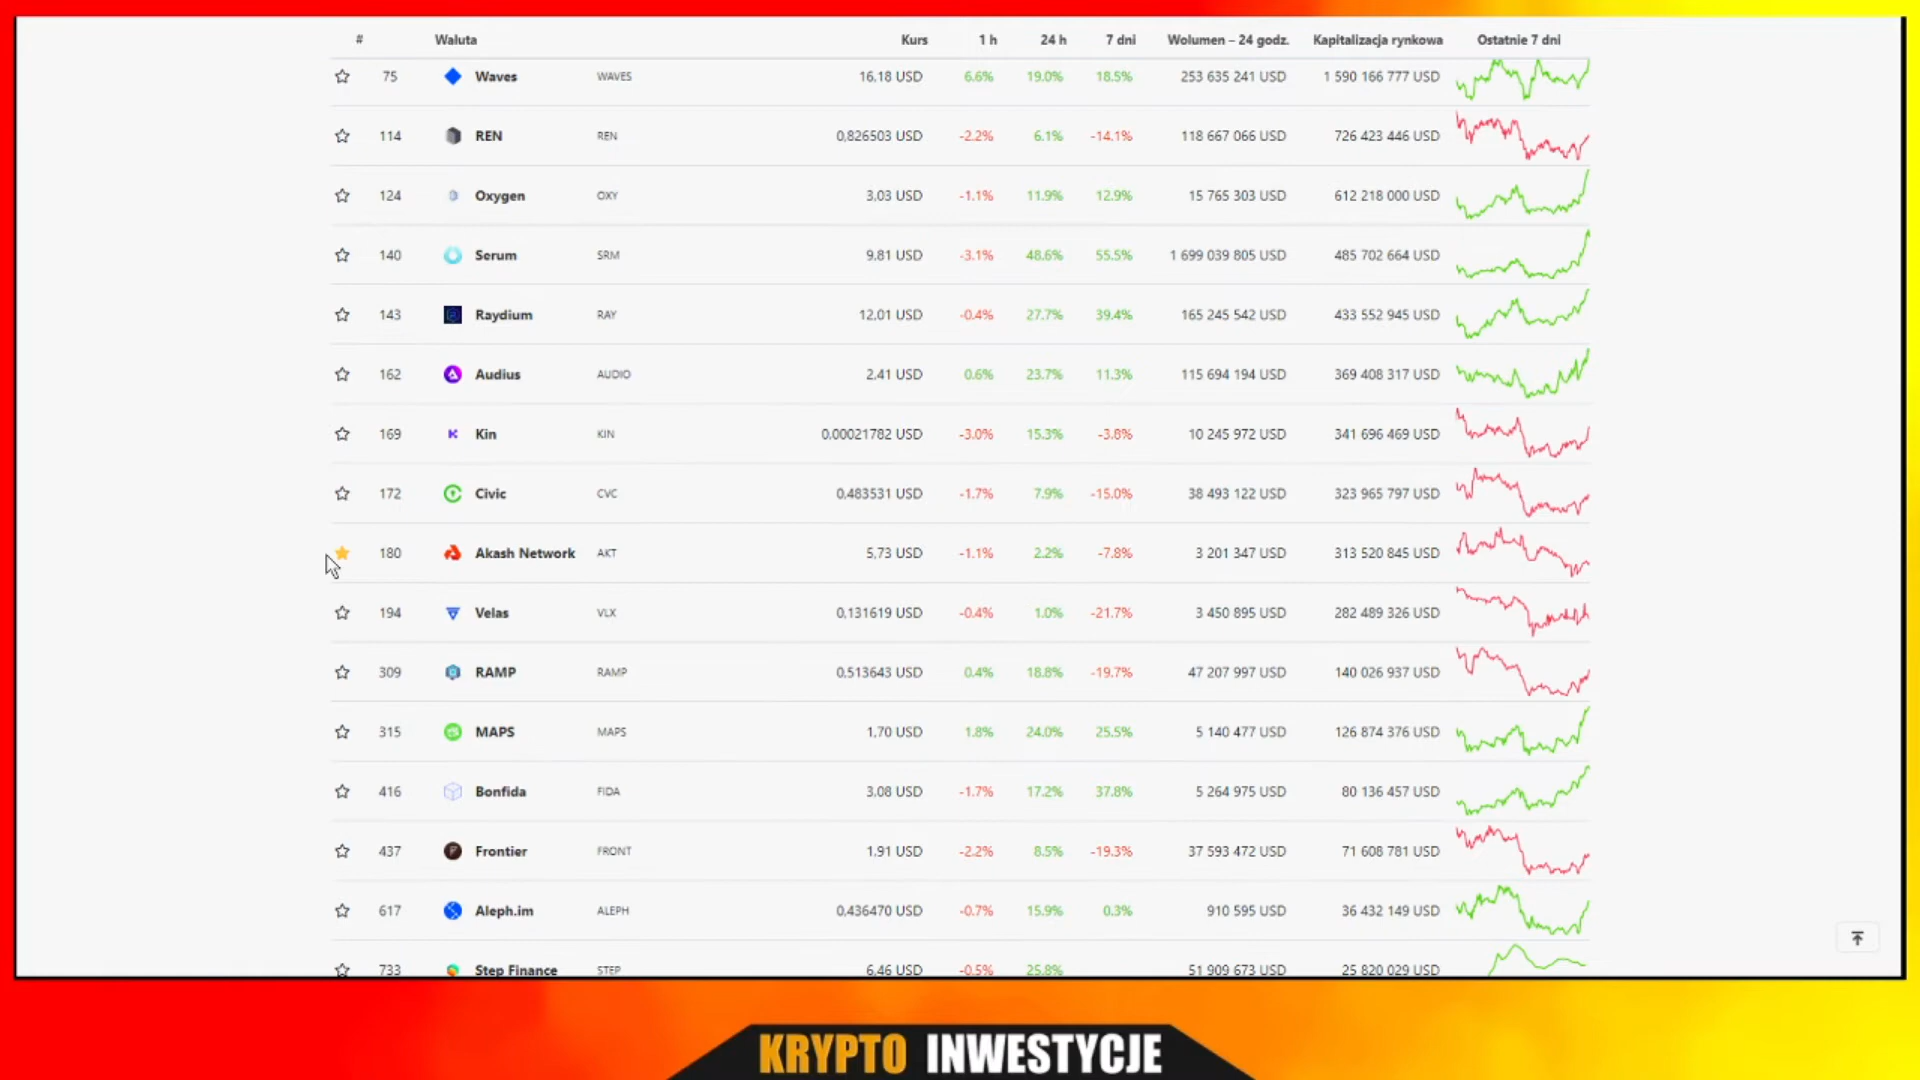 # Waluta Kurs 1 h 24 h 7 dni Wolumen – 24 godz. Kapitalizacja rynkowa Ostatnie 7 dni
75 Waves WAVES 16,18 USD 6.6% 19.0% 18.5% 253 635 241 USD 1 590 166 777 USD
114 REN REN 0,826503 USD -2.2% 6.1% -14.1% 118 667 066 USD 726 423 446 USD
124 Oxygen OXY 3,03 USD -1.1% 11.9% 12.9% 15 765 303 USD 612 218 000 USD
140 Serum SRM 9,81 USD -3.1% 48.6% 55.5% 1 699 039 805 USD 485 702 664 USD
143 Raydium RAY 12,01 USD -0.4% 27.7% 39.4% 165 245 542 USD 433 552 945 USD
162 Audius AUDIO 2,41 USD 0.6% 23.7% 11.3% 115 694 194 USD 369 408 317 USD
169 Kin KIN 0,00021782 USD -3.0% 15.3% -3.8% 10 245 972 USD 341 696 469 USD
172 Civic CVC 0,483531 USD -1.7% 7.9% -15.0% 38 493 122 USD 323 965 797 USD
180 Akash Network AKT 5,73 USD -1.1% 2.2% -7.8% 3 201 347 USD 313 520 845 USD
194 Velas VLX 0,131619 USD -0.4% 1.0% -21.7% 3 450 895 USD 282 489 326 USD
309 RAMP RAMP 0,513643 USD 0.4% 18.8% -19.7% 47 207 997 USD 140 026 937 USD
315 MAPS MAPS 1,70 USD 1.8% 24.0% 25.5% 5 140 477 USD 126 874 376 USD
416 Bonfida FIDA 3,08 USD -1.7% 17.2% 37.8% 5 264 975 USD 80 136 457 USD
437 Frontier FRONT 1,91 USD -2.2% 8.5% -19.3% 37 593 472 USD 71 608 781 USD
617 Aleph.im ALEPH 0,436470 USD -0.7% 15.9% 0.3% 910 595 USD 36 432 149 USD
733 Step Finance STEP 6,46 USD -0.5% 25.8% 51 909 673 USD 25 820 029 USD
KRYPTO INWESTYCJE